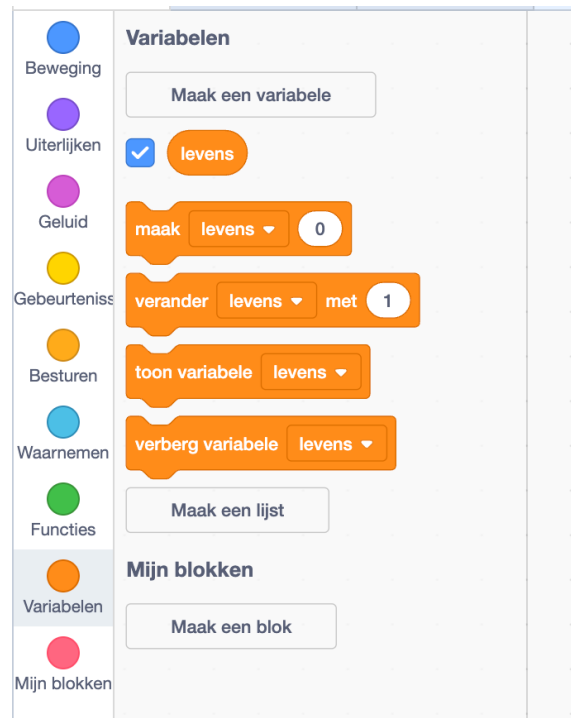 Beweging
Uiterlijken
Geluid
Gebeurteniss
Besturen
Waarnemen
Functies
Variabelen
Mijn blokken
Variabelen
Maak een variabele
levens
maak levens 0
verander levens met 1
toon variabele levens
verberg variabele levens
Maak een lijst
Mijn blokken
Maak een blok